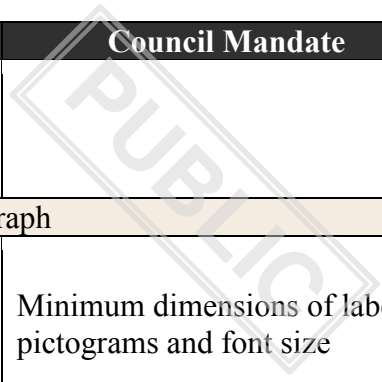 Council Mandate
PUBLIC
raph
Minimum dimensions of labe
pictograms and font size